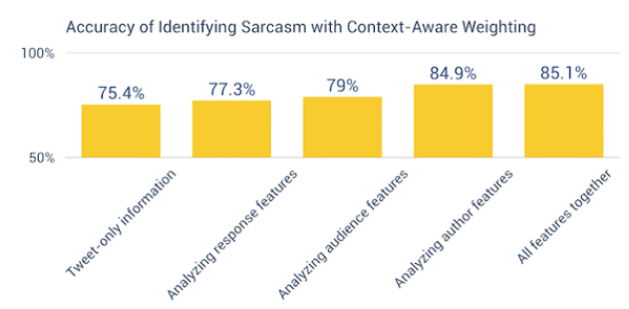 Accuracy of Identifying Sarcasm with Context-Aware Weighting
100%
75.4%
77.3%
79%
84.9%
85.1%
50%
Tweet-only information
Analyzing response features
Analyzing audience features
Analyzing author features
All features together